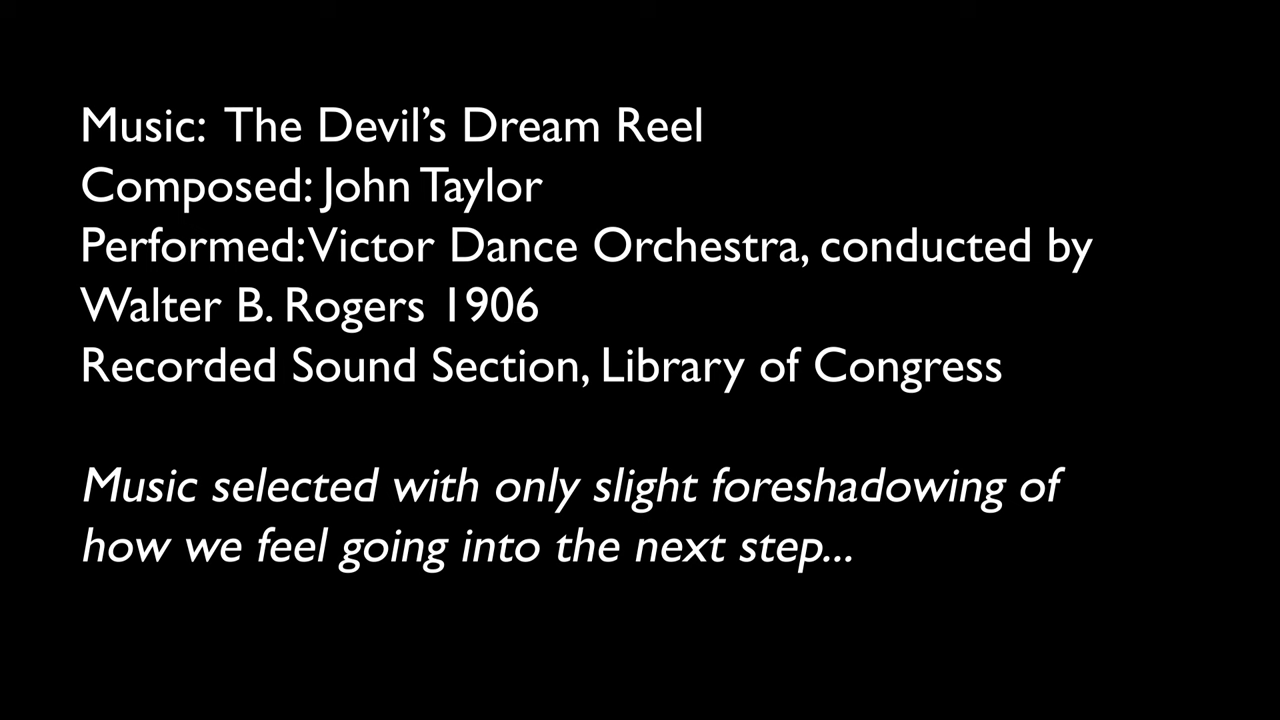 Music:  The Devil’s Dream Reel
Composed: John Taylor
Performed: Victor Dance Orchestra, conducted by
Walter B. Rogers 1906
Recorded Sound Section, Library of Congress
Music selected with only slight foreshadowing of
how we feel going into the next step...